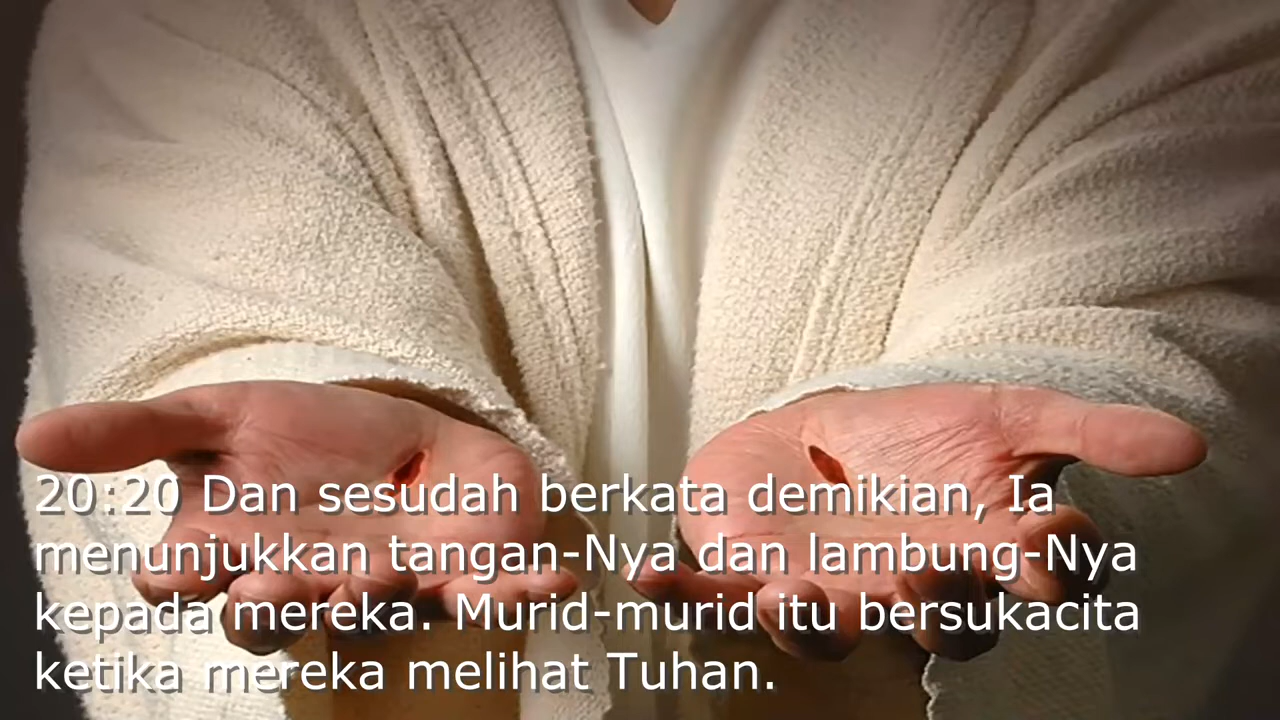 20:20 Dan sesudah berkata demikian, Ia
menunjukkan tangan-Nya dan lambung-Nya
kepada mereka. Murid-murid itu bersukacita
ketika mereka melihat Tuhan.